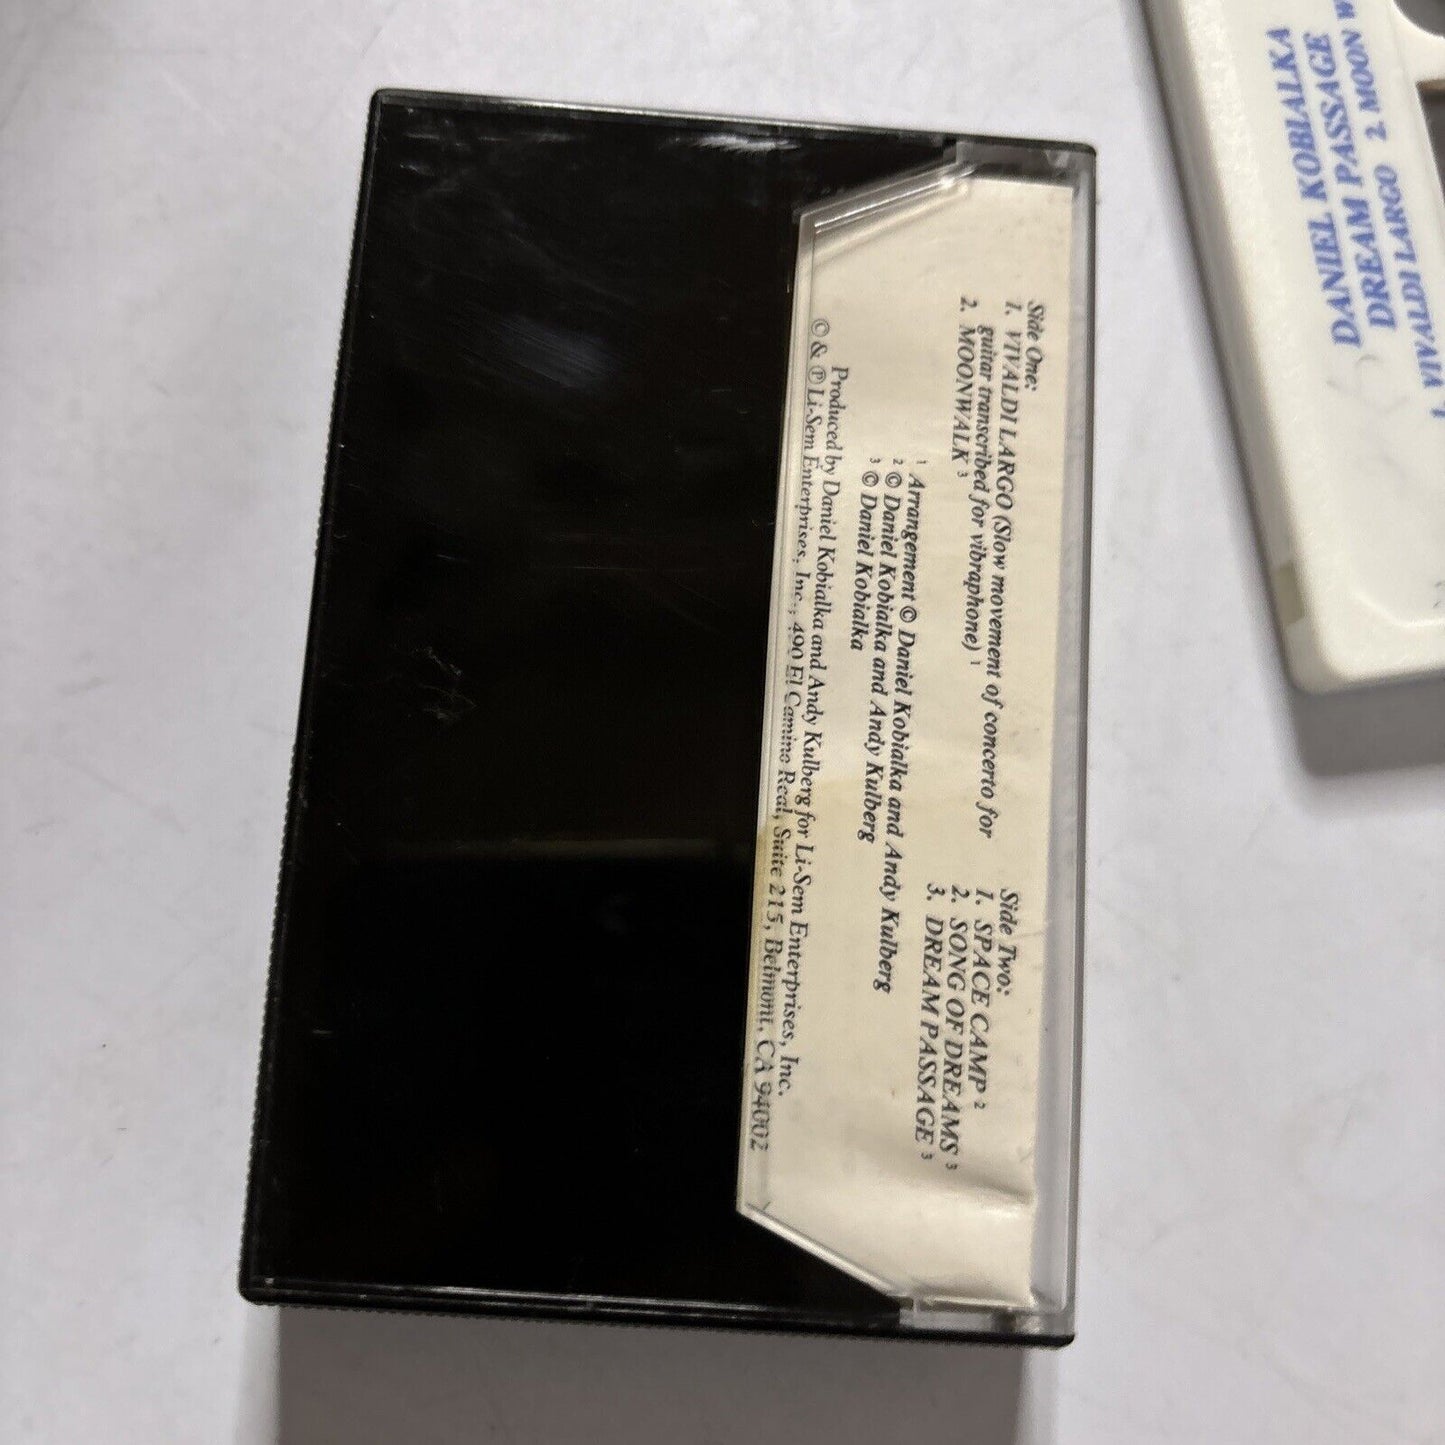 Side One:
1. VIVALDI LARGO (Slow movement of concerto for
guitar transcribed for vibraphone) 1
2. MOONWALK 3
Side Two:
1. SPACE CAMP 2
2. SONG OF DREAMS 3
3. DREAM PASSAGE 3
1 Arrangement © Daniel Kobialka and Andy Kulberg
2 © Daniel Kobialka and Andy Kulberg
3 © Daniel Kobialka
Produced by Daniel Kobialka and Andy Kulberg for Li-Sem Enterprises, Inc.
© & ℗ Li-Sem Enterprises, Inc., 490 El Camino Real, Suite 215, Belmont, CA 94002
DANIEL KOBIALKA
DREAM PASSAGE
1. VIVALDI LARGO 2. MOON W